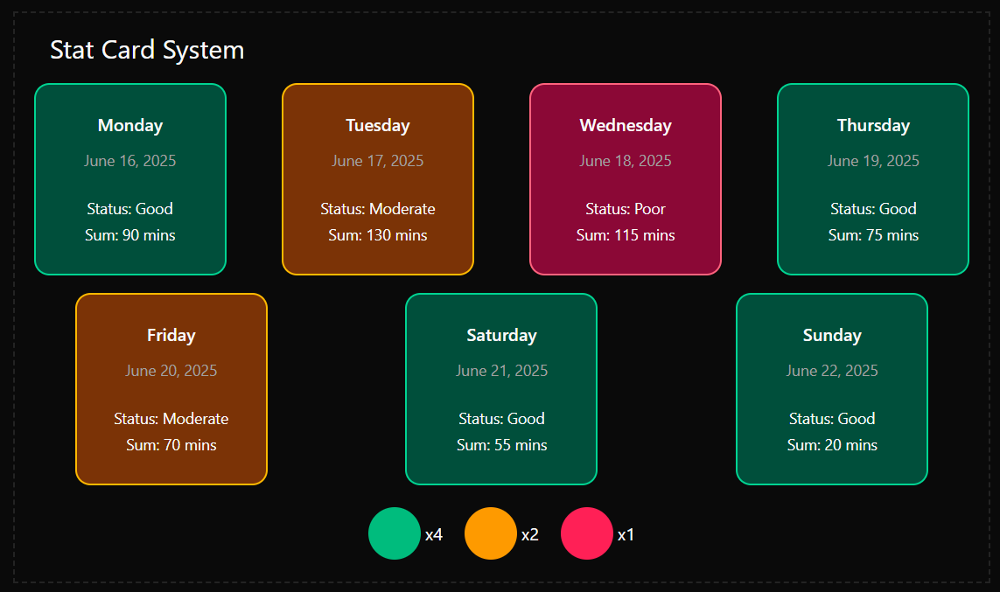 Stat Card System
Monday
June 16, 2025
Status: Good
Sum: 90 mins
Tuesday
June 17, 2025
Status: Moderate
Sum: 130 mins
Wednesday
June 18, 2025
Status: Poor
Sum: 115 mins
Thursday
June 19, 2025
Status: Good
Sum: 75 mins
Friday
June 20, 2025
Status: Moderate
Sum: 70 mins
Saturday
June 21, 2025
Status: Good
Sum: 55 mins
Sunday
June 22, 2025
Status: Good
Sum: 20 mins
x4
x2
x1